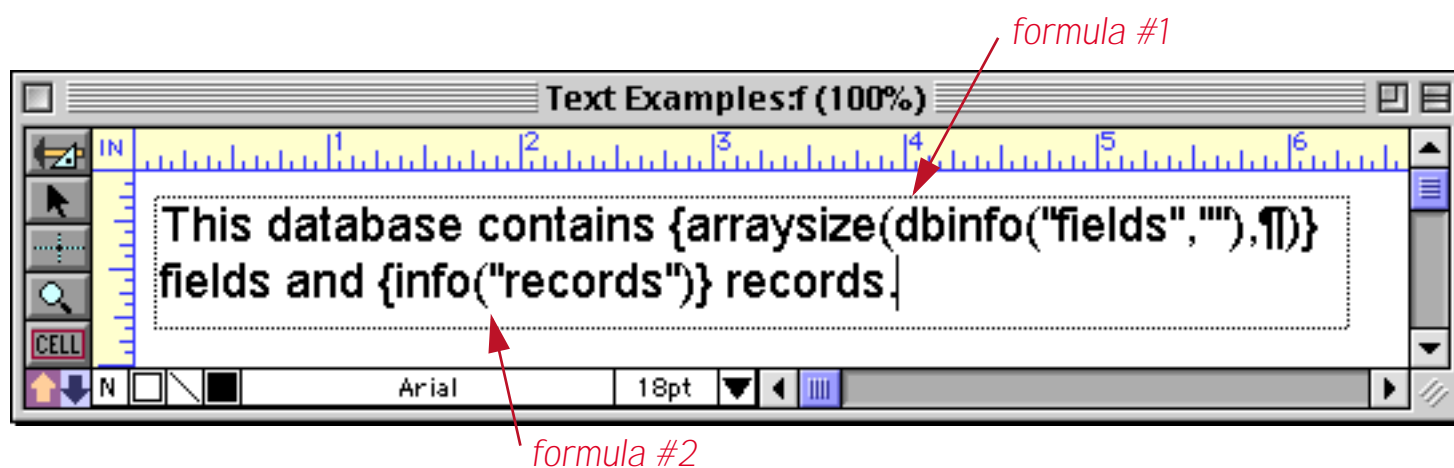 formula #1
Text Examples:f (100%)
IN 1 2 3 4 5 6
This database contains {arraysize(dbinfo("fields",""),¶)}
fields and {info("records")} records.
CELL
N Arial 18pt
formula #2